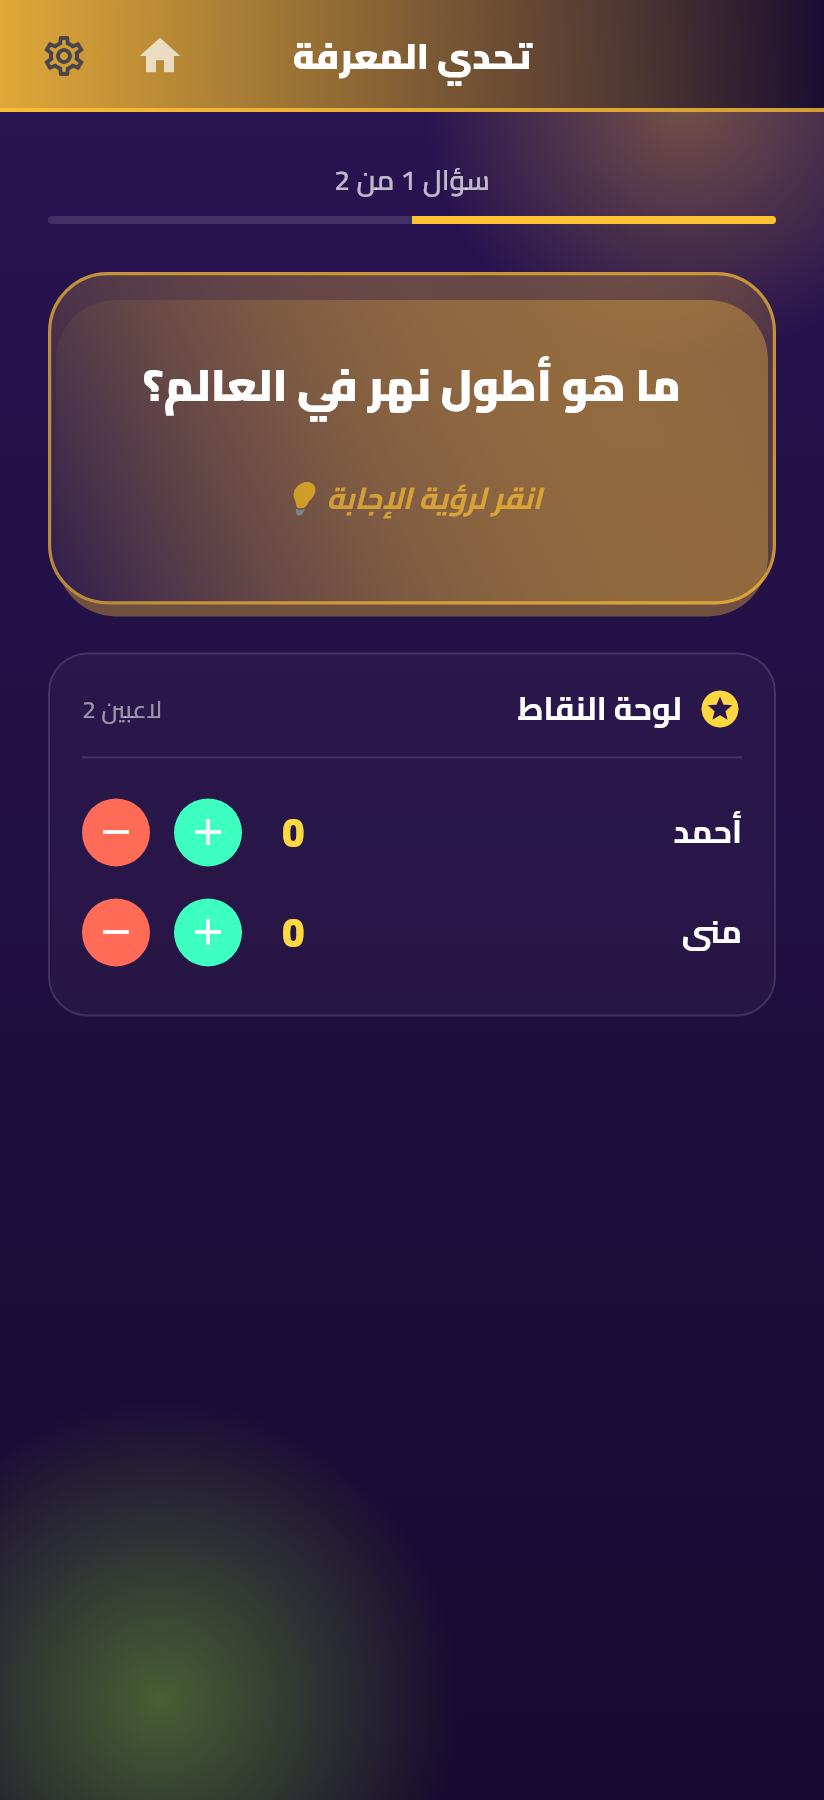 تحدي المعرفة
سؤال 1 من 2
ما هو أطول نهر في العالم؟
انقر لرؤية الإجابة
لوحة النقاط
2 لاعبين
أحمد
0
منى
0